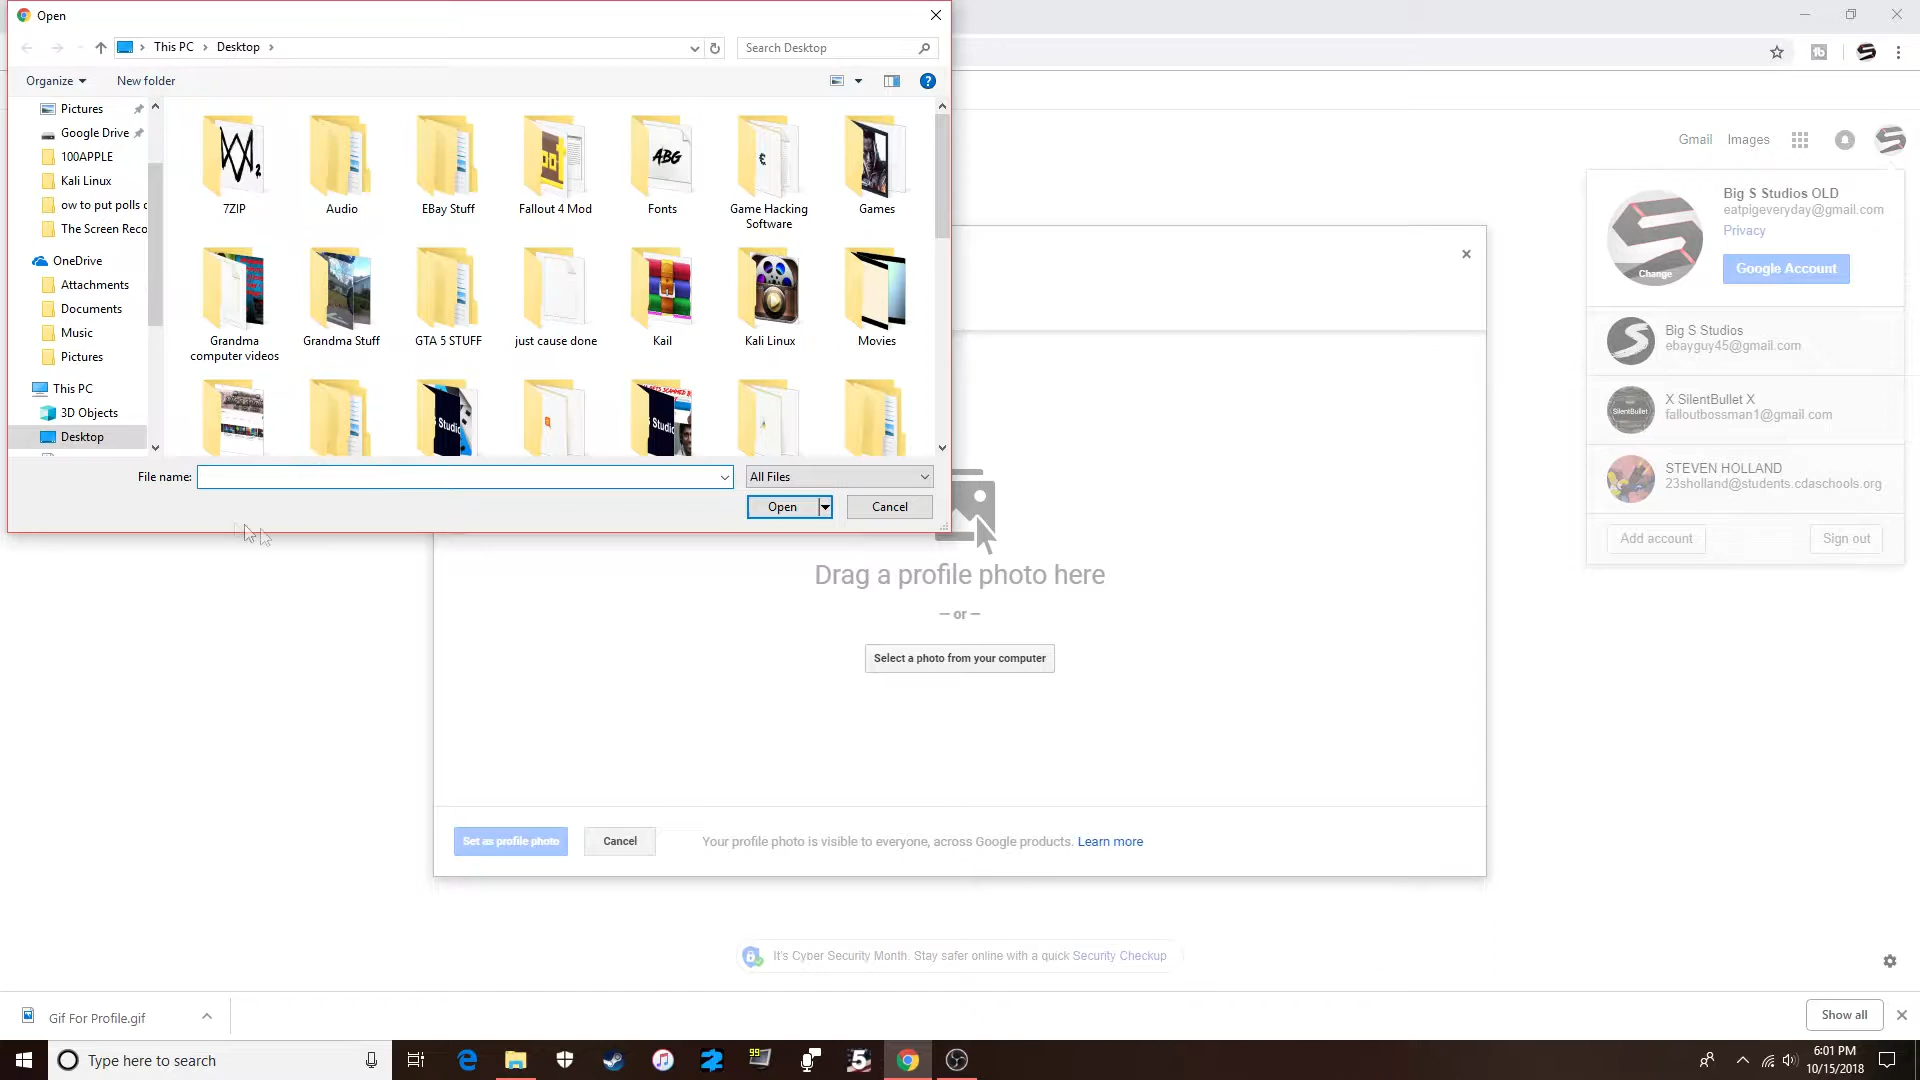 Open
This PC
Desktop
Search Desktop
Organize
New folder
Pictures
Google Drive
100APPLE
Kali Linux
ow to put polls c
The Screen Reco
OneDrive
Attachments
Documents
Music
Pictures
This PC
3D Objects
Desktop
7ZIP
Audio
EBay Stuff
Fallout 4 Mod
Fonts
ABG
Game Hacking
Software
Games
Grandma
computer videos
Grandma Stuff
GTA 5 STUFF
just cause done
Kail
Kali Linux
Movies
File name:
All Files
Open
Cancel
Gmail
Images
Change
Big S Studios OLD
eatpigeveryday@gmail.com
Privacy
Google Account
Big S Studios
ebayguy45@gmail.com
SilentBullet
X SilentBullet X
falloutbossman1@gmail.com
STEVEN HOLLAND
23sholland@students.cdaschools.org
Add account
Sign out
Drag a profile photo here
— or —
Select a photo from your computer
Set as profile photo
Cancel
Your profile photo is visible to everyone, across Google products. Learn more
It's Cyber Security Month. Stay safer online with a quick Security Checkup
Gif For Profile.gif
Show all
Type here to search
99
5
6:01 PM
10/15/2018